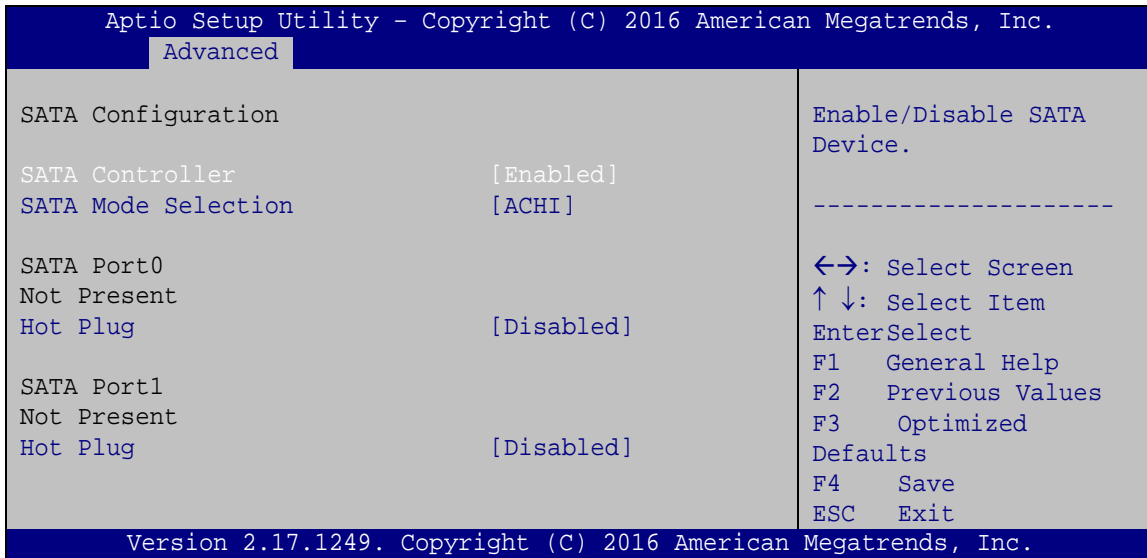 Aptio Setup Utility – Copyright (C) 2016 American Megatrends, Inc.
Advanced
SATA Configuration
SATA Controller [Enabled]
SATA Mode Selection [ACHI]
SATA Port0
Not Present
Hot Plug [Disabled]
SATA Port1
Not Present
Hot Plug [Disabled]
Enable/Disable SATA
Device.
---------------------
←→: Select Screen
↑ ↓: Select Item
EnterSelect
F1 General Help
F2 Previous Values
F3 Optimized
Defaults
F4 Save
ESC Exit
Version 2.17.1249. Copyright (C) 2016 American Megatrends, Inc.